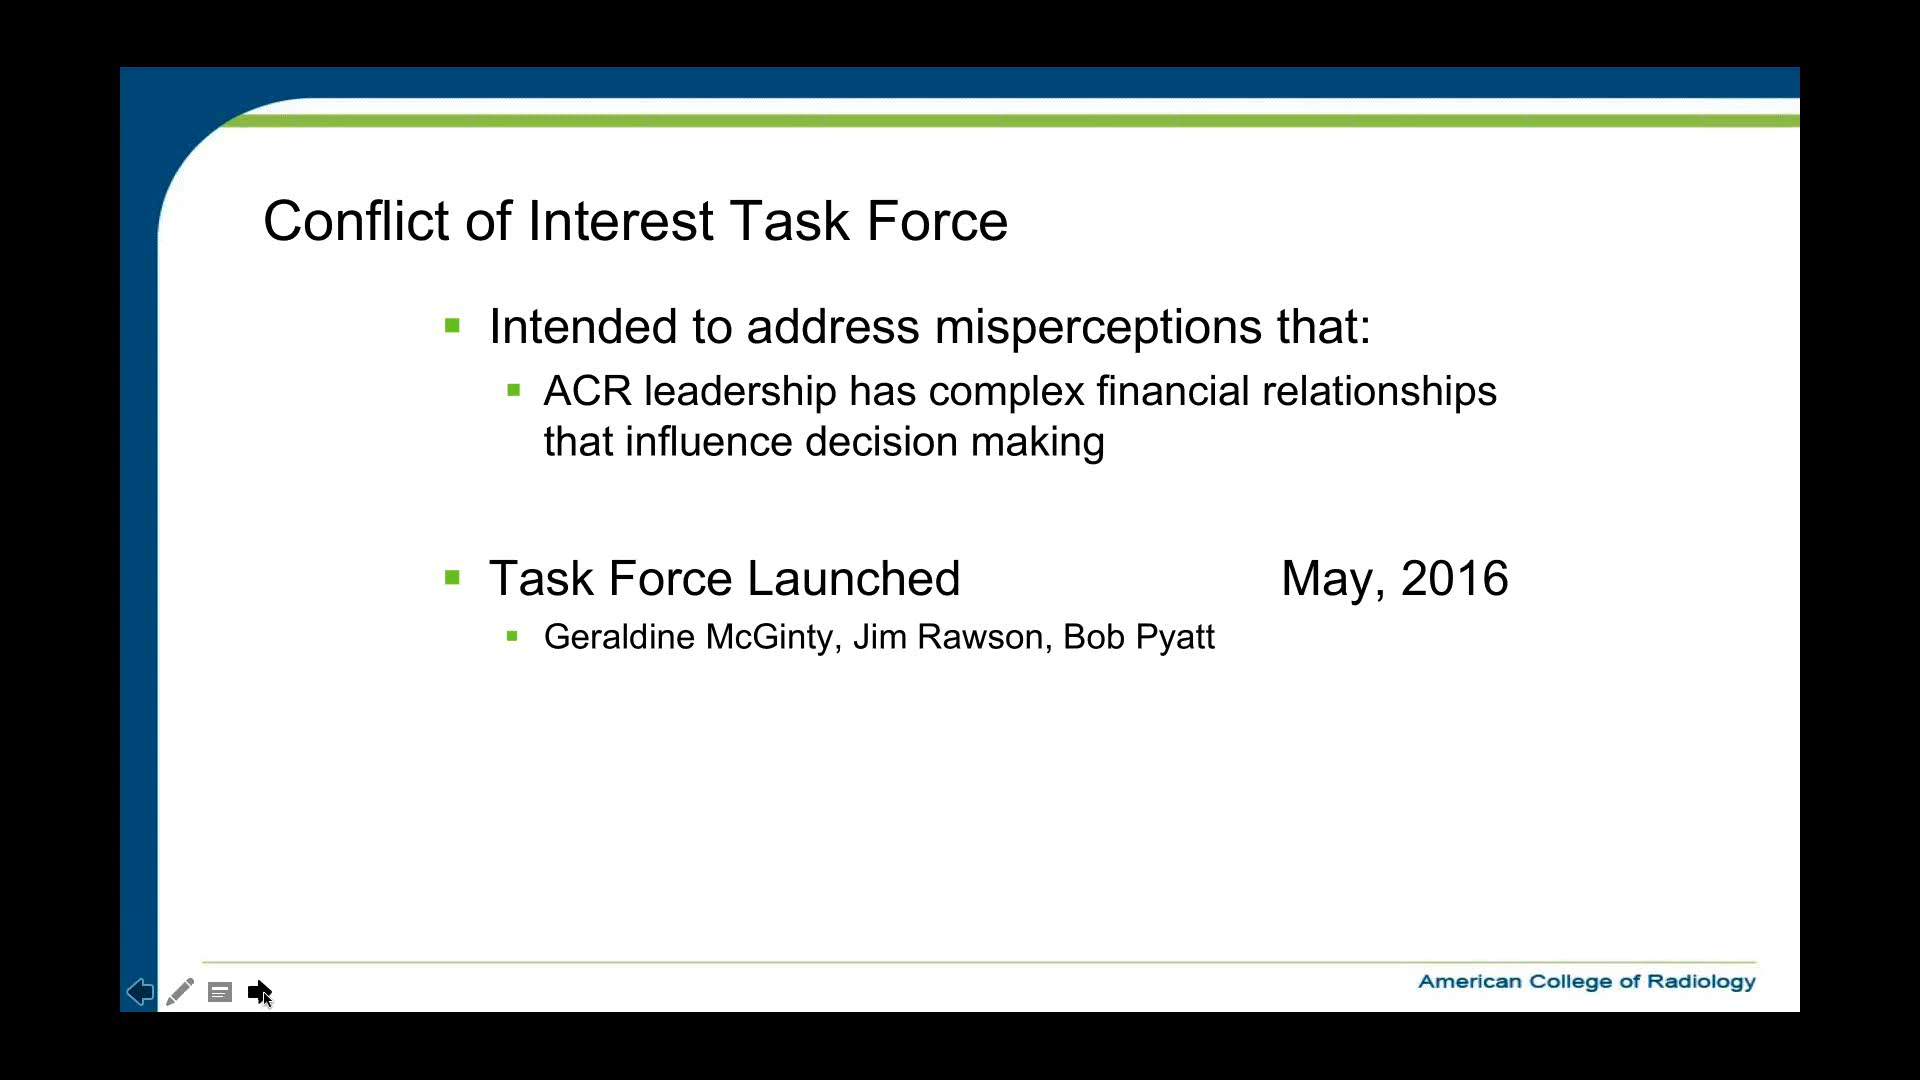 Conflict of Interest Task Force
Intended to address misperceptions that:
ACR leadership has complex financial relationships
that influence decision making
Task Force Launched May, 2016
Geraldine McGinty, Jim Rawson, Bob Pyatt
American College of Radiology